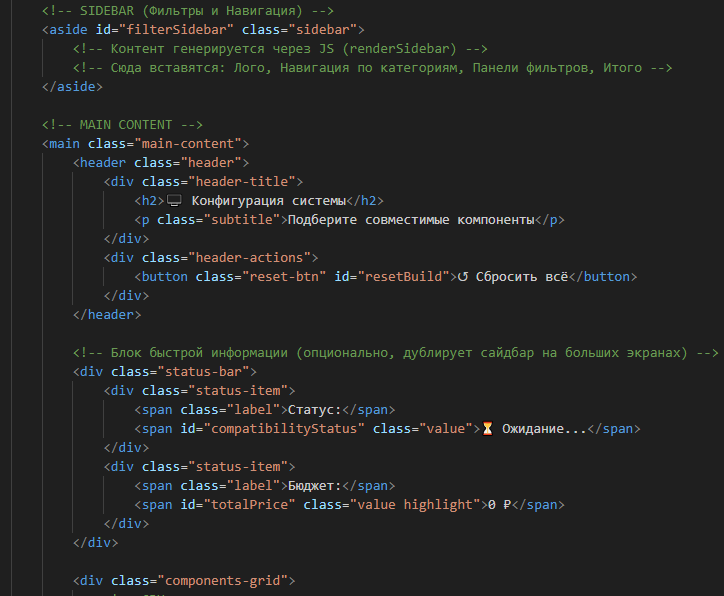 <!-- SIDEBAR (Фильтры и Навигация) -->
<aside id="filterSidebar" class="sidebar">
<!-- Контент генерируется через JS (renderSidebar) -->
<!-- Сюда вставятся: Лого, Навигация по категориям, Панели фильтров, Итого -->
</aside>
<!-- MAIN CONTENT -->
<main class="main-content">
<header class="header">
<div class="header-title">
<h2>🖥️ Конфигурация системы</h2>
<p class="subtitle">Подберите совместимые компоненты</p>
</div>
<div class="header-actions">
<button class="reset-btn" id="resetBuild">↺ Сбросить всё</button>
</div>
</header>
<!-- Блок быстрой информации (опционально, дублирует сайдбар на больших экранах) -->
<div class="status-bar">
<div class="status-item">
<span class="label">Статус:</span>
<span id="compatibilityStatus" class="value">⏳ Ожидание...</span>
</div>
<div class="status-item">
<span class="label">Бюджет:</span>
<span id="totalPrice" class="value highlight">0 ₽</span>
</div>
</div>
<div class="components-grid">